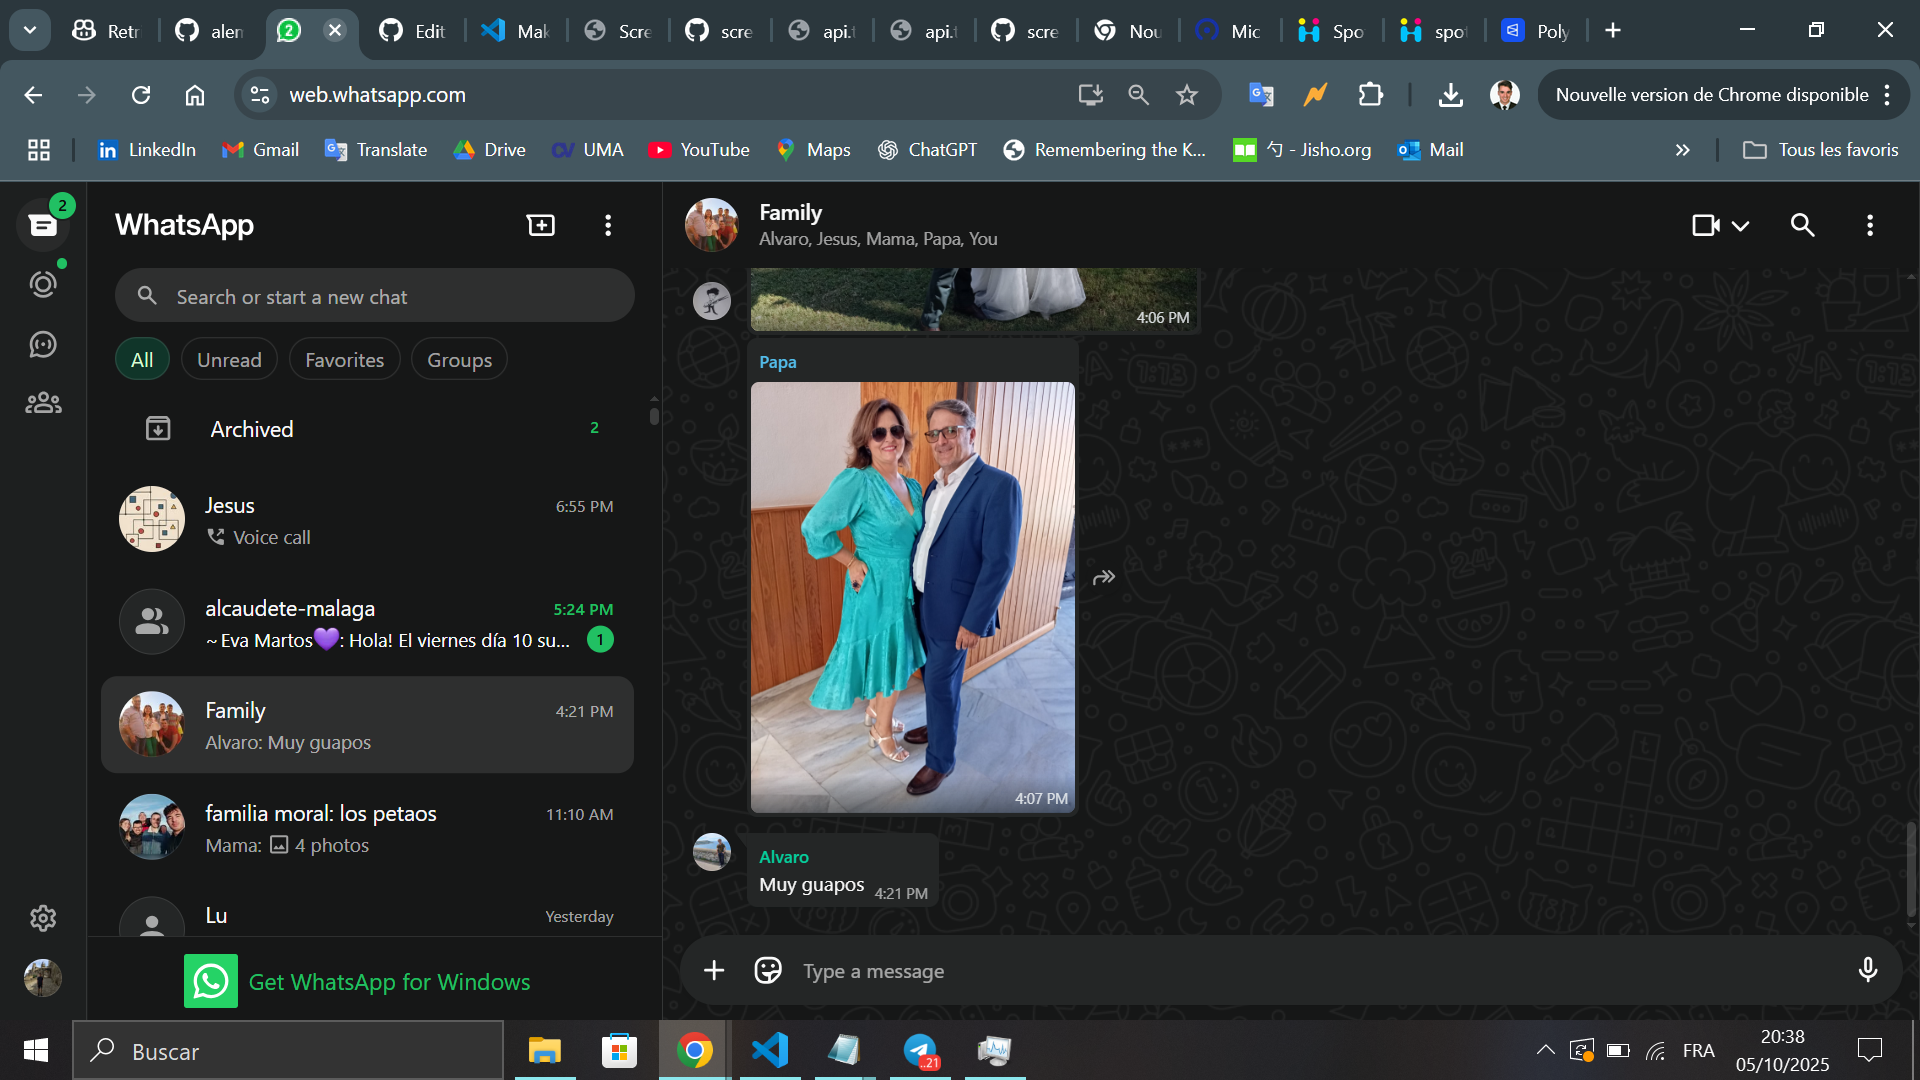 Retri
alen
2
Edit
Mak
Scre
scre
api.t
api.t
scre
Nou
Mic
Spo
spot
Poly
web.whatsapp.com
Nouvelle version de Chrome disponible
LinkedIn
Gmail
Translate
Drive
CV UMA
YouTube
Maps
ChatGPT
Remembering the K...
勺 - Jisho.org
Mail
Tous les favoris
2
WhatsApp
Search or start a new chat
All
Unread
Favorites
Groups
Archived
2
Jesus
6:55 PM
Voice call
alcaudete-malaga
5:24 PM
~Eva Martos💜: Hola! El viernes día 10 su...
1
Family
4:21 PM
Alvaro: Muy guapos
familia moral: los petaos
11:10 AM
Mama: 4 photos
Lu
Yesterday
Get WhatsApp for Windows
Family
Alvaro, Jesus, Mama, Papa, You
4:06 PM
Papa
4:07 PM
Alvaro
Muy guapos
4:21 PM
Type a message
Buscar
..21
FRA
20:38
05/10/2025